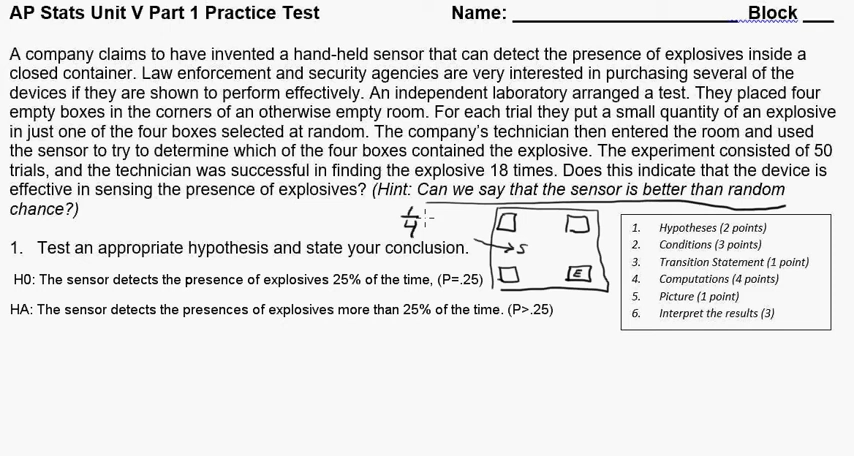 AP Stats Unit V Part 1 Practice Test Name: ____________________ Block ___
A company claims to have invented a hand-held sensor that can detect the presence of explosives inside a
closed container. Law enforcement and security agencies are very interested in purchasing several of the
devices if they are shown to perform effectively. An independent laboratory arranged a test. They placed four
empty boxes in the corners of an otherwise empty room. For each trial they put a small quantity of an explosive
in just one of the four boxes selected at random. The company's technician then entered the room and used
the sensor to try to determine which of the four boxes contained the explosive. The experiment consisted of 50
trials, and the technician was successful in finding the explosive 18 times. Does this indicate that the device is
effective in sensing the presence of explosives? (Hint: Can we say that the sensor is better than random
chance?)
1/4
1. Test an appropriate hypothesis and state your conclusion.
S
E
H0: The sensor detects the presence of explosives 25% of the time, (P=.25)
HA: The sensor detects the presences of explosives more than 25% of the time. (P>.25)
1. Hypotheses (2 points)
2. Conditions (3 points)
3. Transition Statement (1 point)
4. Computations (4 points)
5. Picture (1 point)
6. Interpret the results (3)